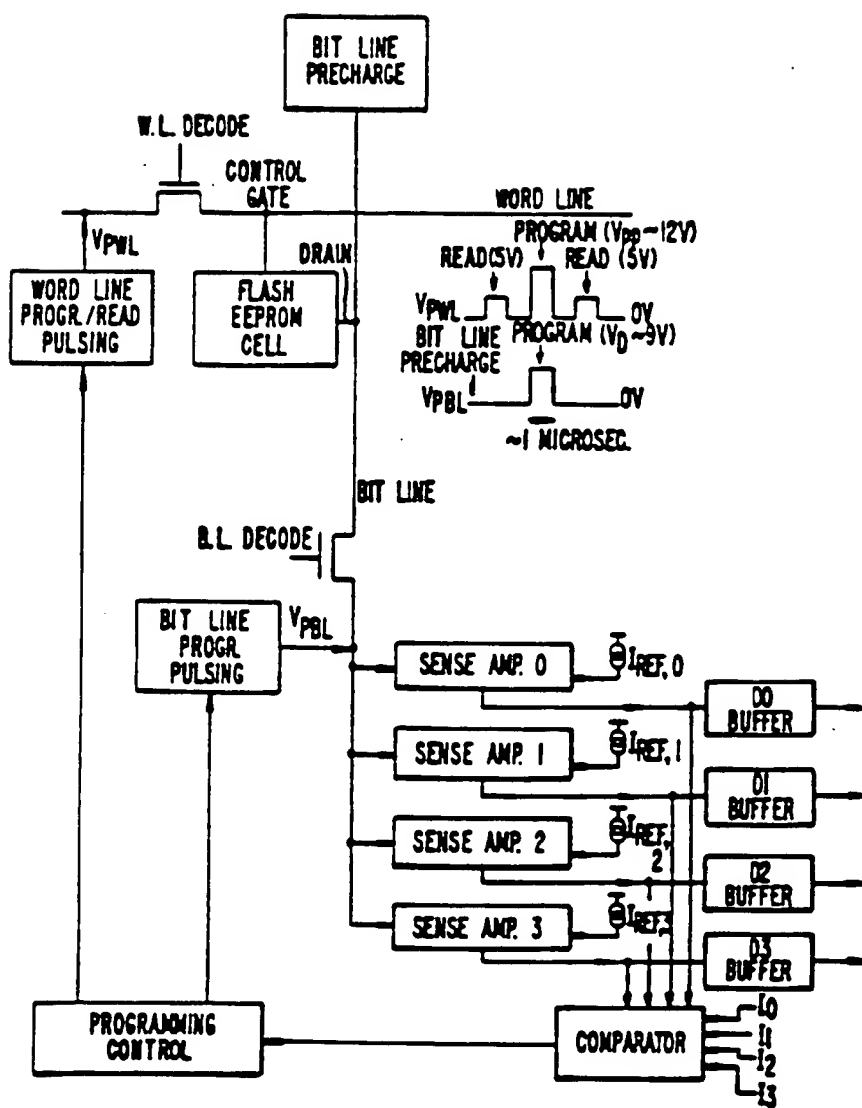 BIT LINE
PRECHARGE
W.L. DECODE
CONTROL
GATE
WORD LINE
VPWL
DRAIN
PROGRAM (VPP ~12V)
READ(5V)
READ (5V)
WORD LINE
PROGR./READ
PULSING
FLASH
EEPROM
CELL
VPWL
0V
BIT LINE
PRECHARGE
PROGRAM (VD ~9V)
VPBL
0V
~1 MICROSEC.
BIT LINE
B.L. DECODE
BIT LINE
PROGR.
PULSING
VPBL
SENSE AMP. 0
IREF,0
D0
BUFFER
SENSE AMP. 1
IREF,1
D1
BUFFER
SENSE AMP. 2
IREF,2
D2
BUFFER
SENSE AMP. 3
IREF,3
D3
BUFFER
PROGRAMMING
CONTROL
COMPARATOR
I0
I1
I2
I3